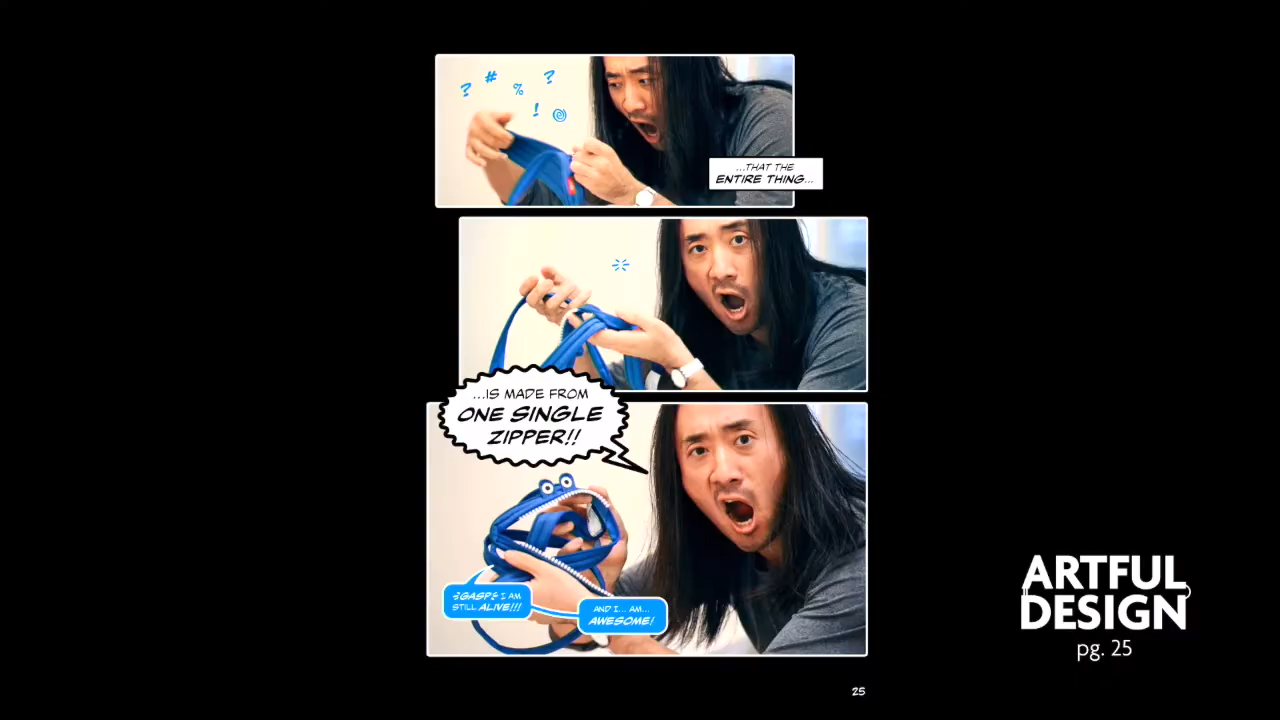 ? # % ? !
...THAT THE
ENTIRE THING...
...IS MADE FROM
ONE SINGLE
ZIPPER!!
GASP I AM
STILL ALIVE!!!
AND I... AM...
AWESOME!
25
ARTFUL
DESIGN
pg. 25